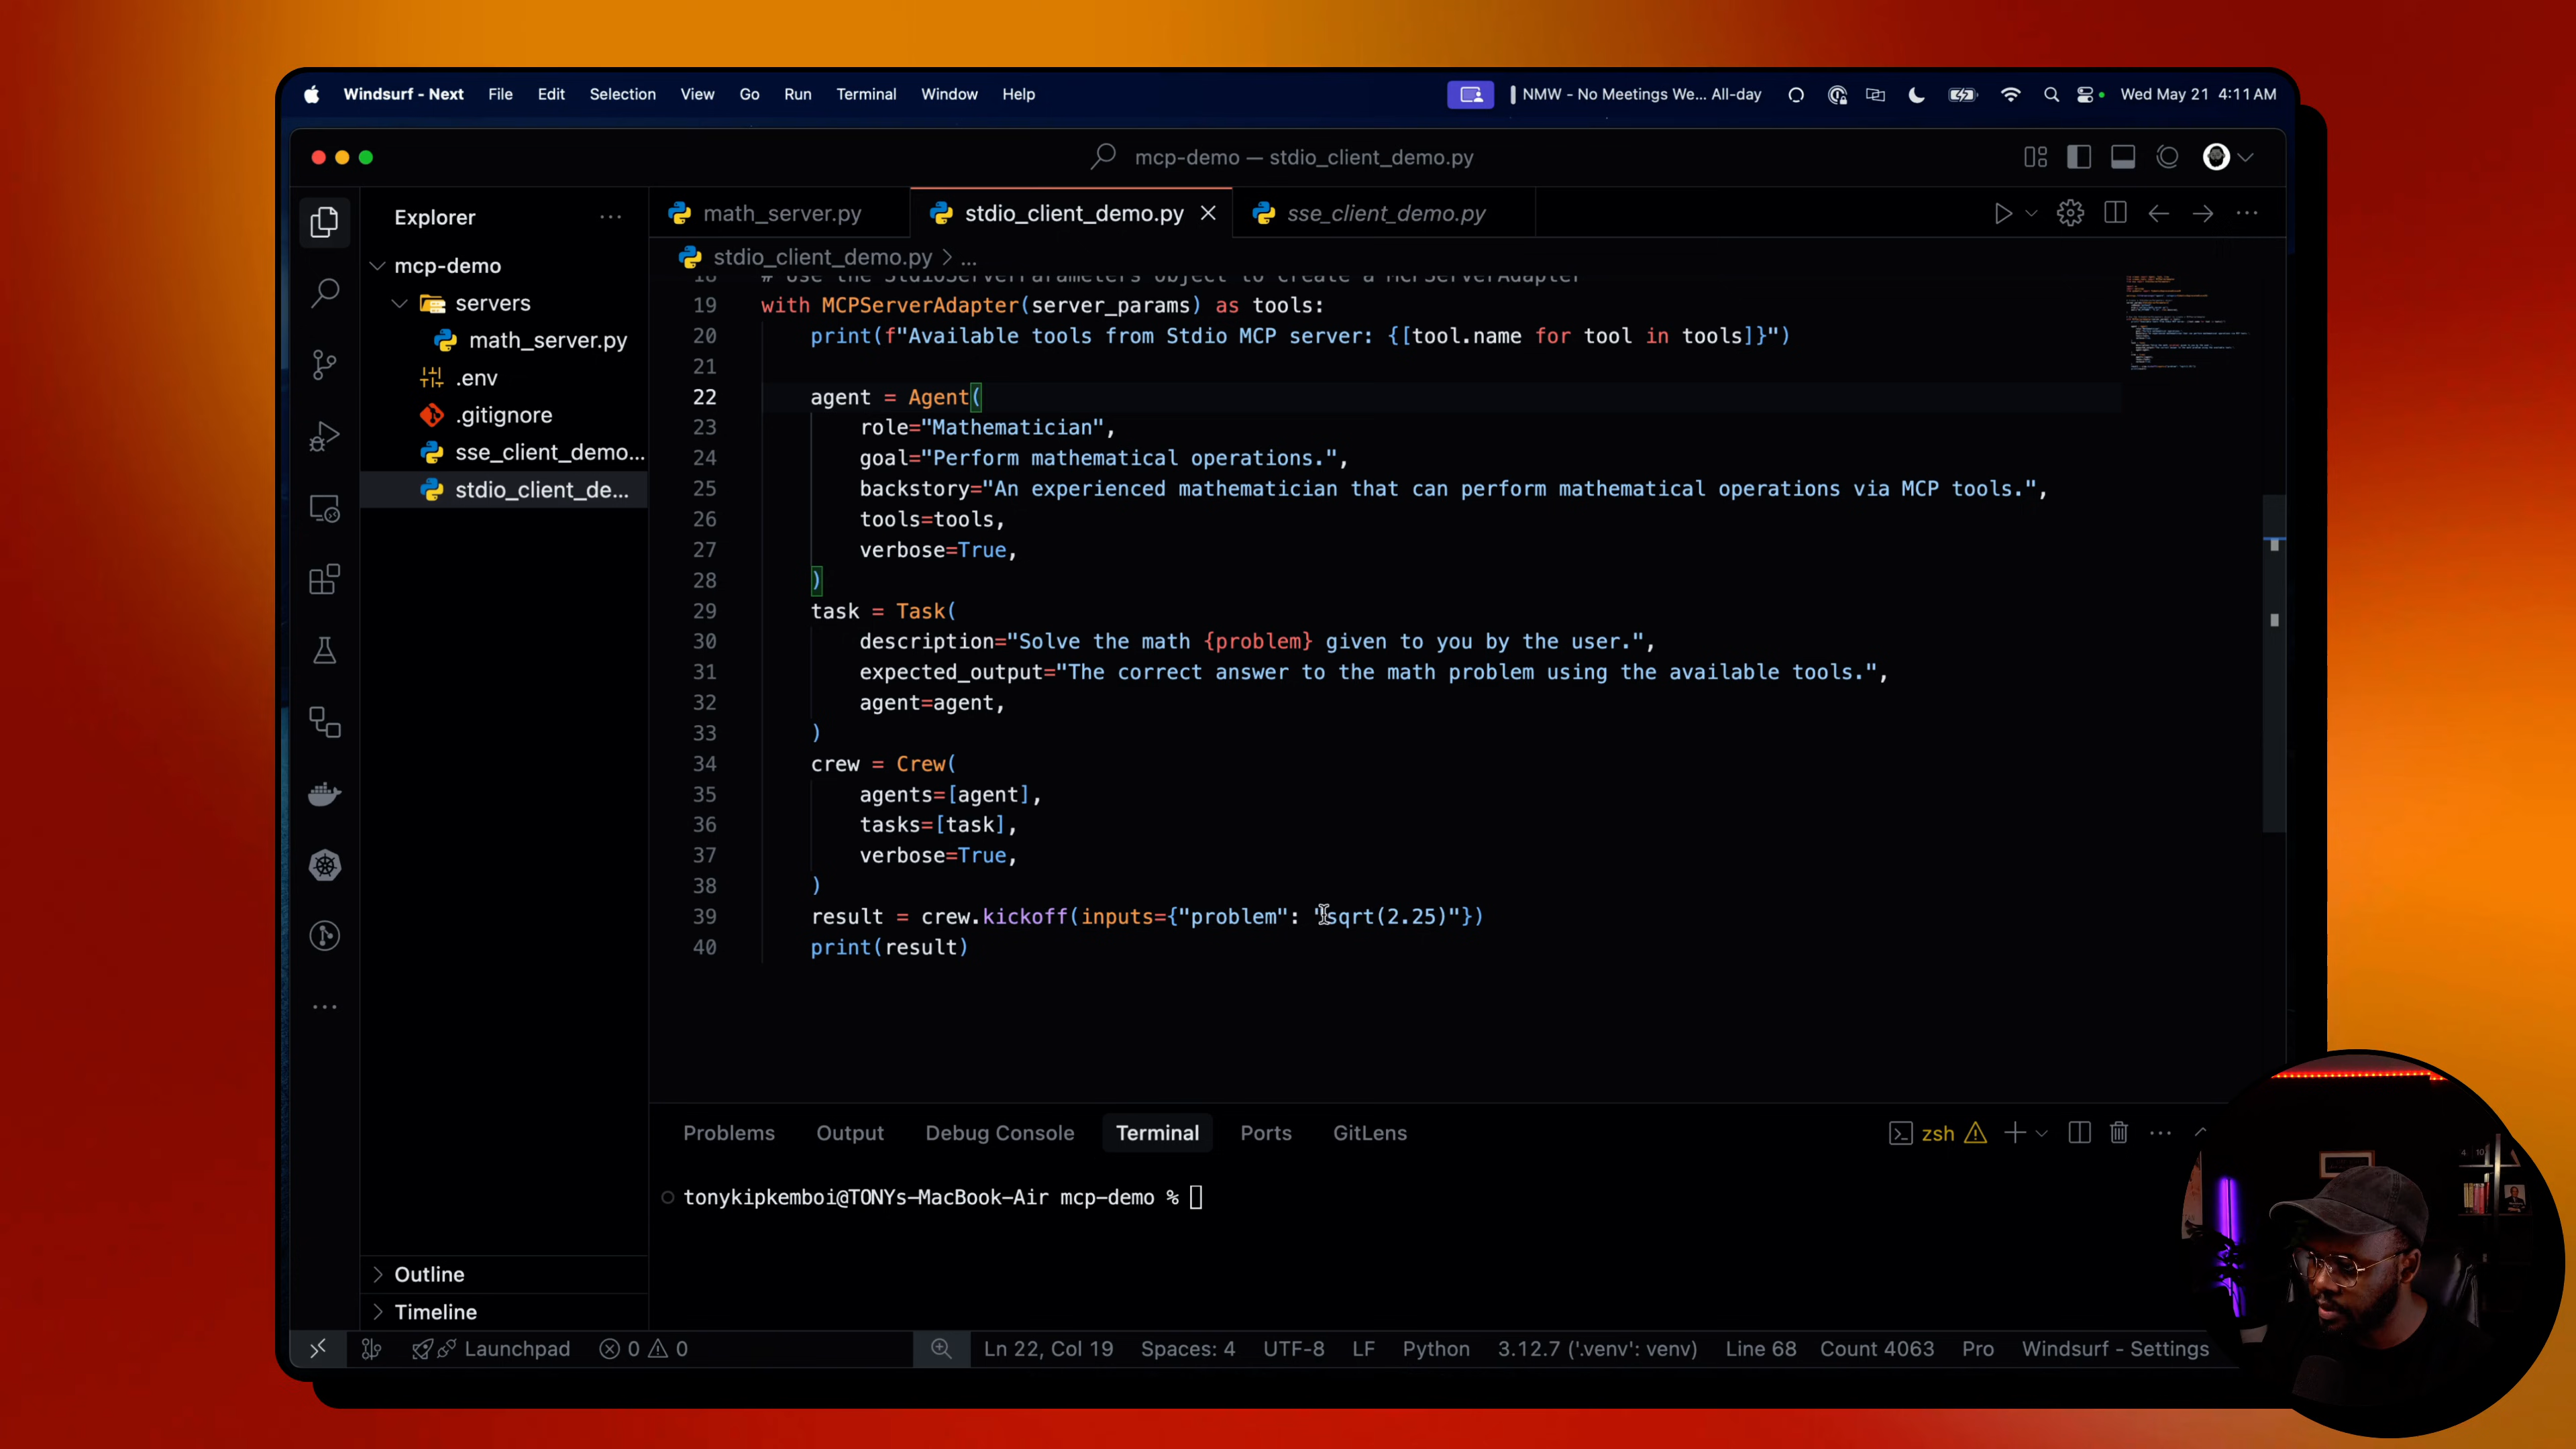 Windsurf - Next File Edit Selection View Go Run Terminal Window Help
NMW - No Meetings We... All-day
Wed May 21 4:11 AM
mcp-demo — stdio_client_demo.py
Explorer
mcp-demo
servers
math_server.py
.env
.gitignore
sse_client_demo...
stdio_client_de...
Outline
Timeline
math_server.py
stdio_client_demo.py
sse_client_demo.py
stdio_client_demo.py > ...
18 # Use the StdioServerParameters object to create a MCPServerAdapter
19 with MCPServerAdapter(server_params) as tools:
20 print(f"Available tools from Stdio MCP server: {[tool.name for tool in tools]}")
21
22 agent = Agent(
23 role="Mathematician",
24 goal="Perform mathematical operations.",
25 backstory="An experienced mathematician that can perform mathematical operations via MCP tools.",
26 tools=tools,
27 verbose=True,
28 )
29 task = Task(
30 description="Solve the math {problem} given to you by the user.",
31 expected_output="The correct answer to the math problem using the available tools.",
32 agent=agent,
33 )
34 crew = Crew(
35 agents=[agent],
36 tasks=[task],
37 verbose=True,
38 )
39 result = crew.kickoff(inputs={"problem": "sqrt(2.25)"})
40 print(result)
Problems Output Debug Console Terminal Ports GitLens
zsh
tonykipkemboi@TONYs-MacBook-Air mcp-demo %
Launchpad 0 0
Ln 22, Col 19 Spaces: 4 UTF-8 LF Python 3.12.7 ('.venv': venv) Line 68 Count 4063 Pro Windsurf - Settings